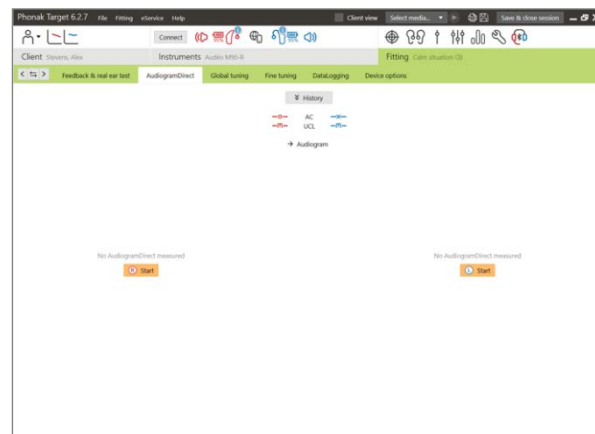 Phonak Target 6.2.7 File Fitting eService Help Client view Select media... Save & close session
Connect
Client Stevens, Alex Instruments Audéo M90-R Fitting Calm situation (3)
Feedback & real ear test AudiogramDirect Global tuning Fine tuning DataLogging Device options
History
AC
UCL
Audiogram
No AudiogramDirect measured No AudiogramDirect measured
R Start L Start